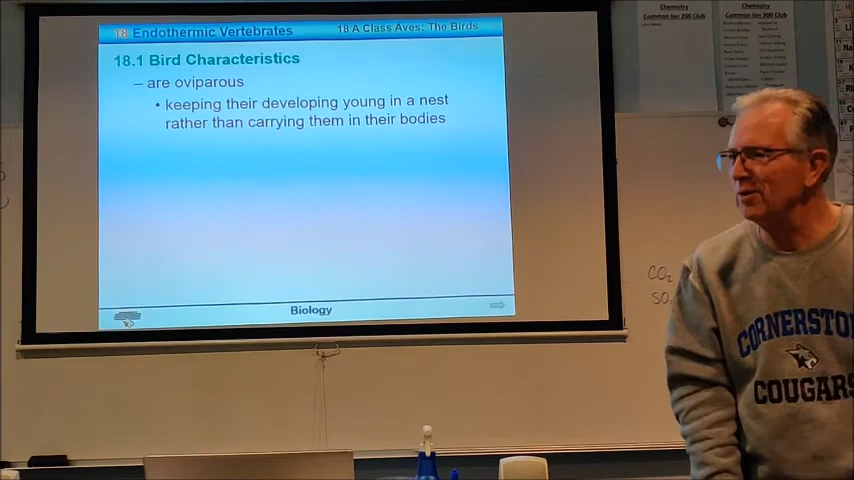 18 Endothermic Vertebrates
18 A Class Aves: The Birds
18.1 Bird Characteristics
– are oviparous
• keeping their developing young in a nest
rather than carrying them in their bodies
Biology
Chemistry
Common Ion 200 Club
Chemistry
Common Ion 300 Club
CO₂
SO
CORNERSTO
COUGARS